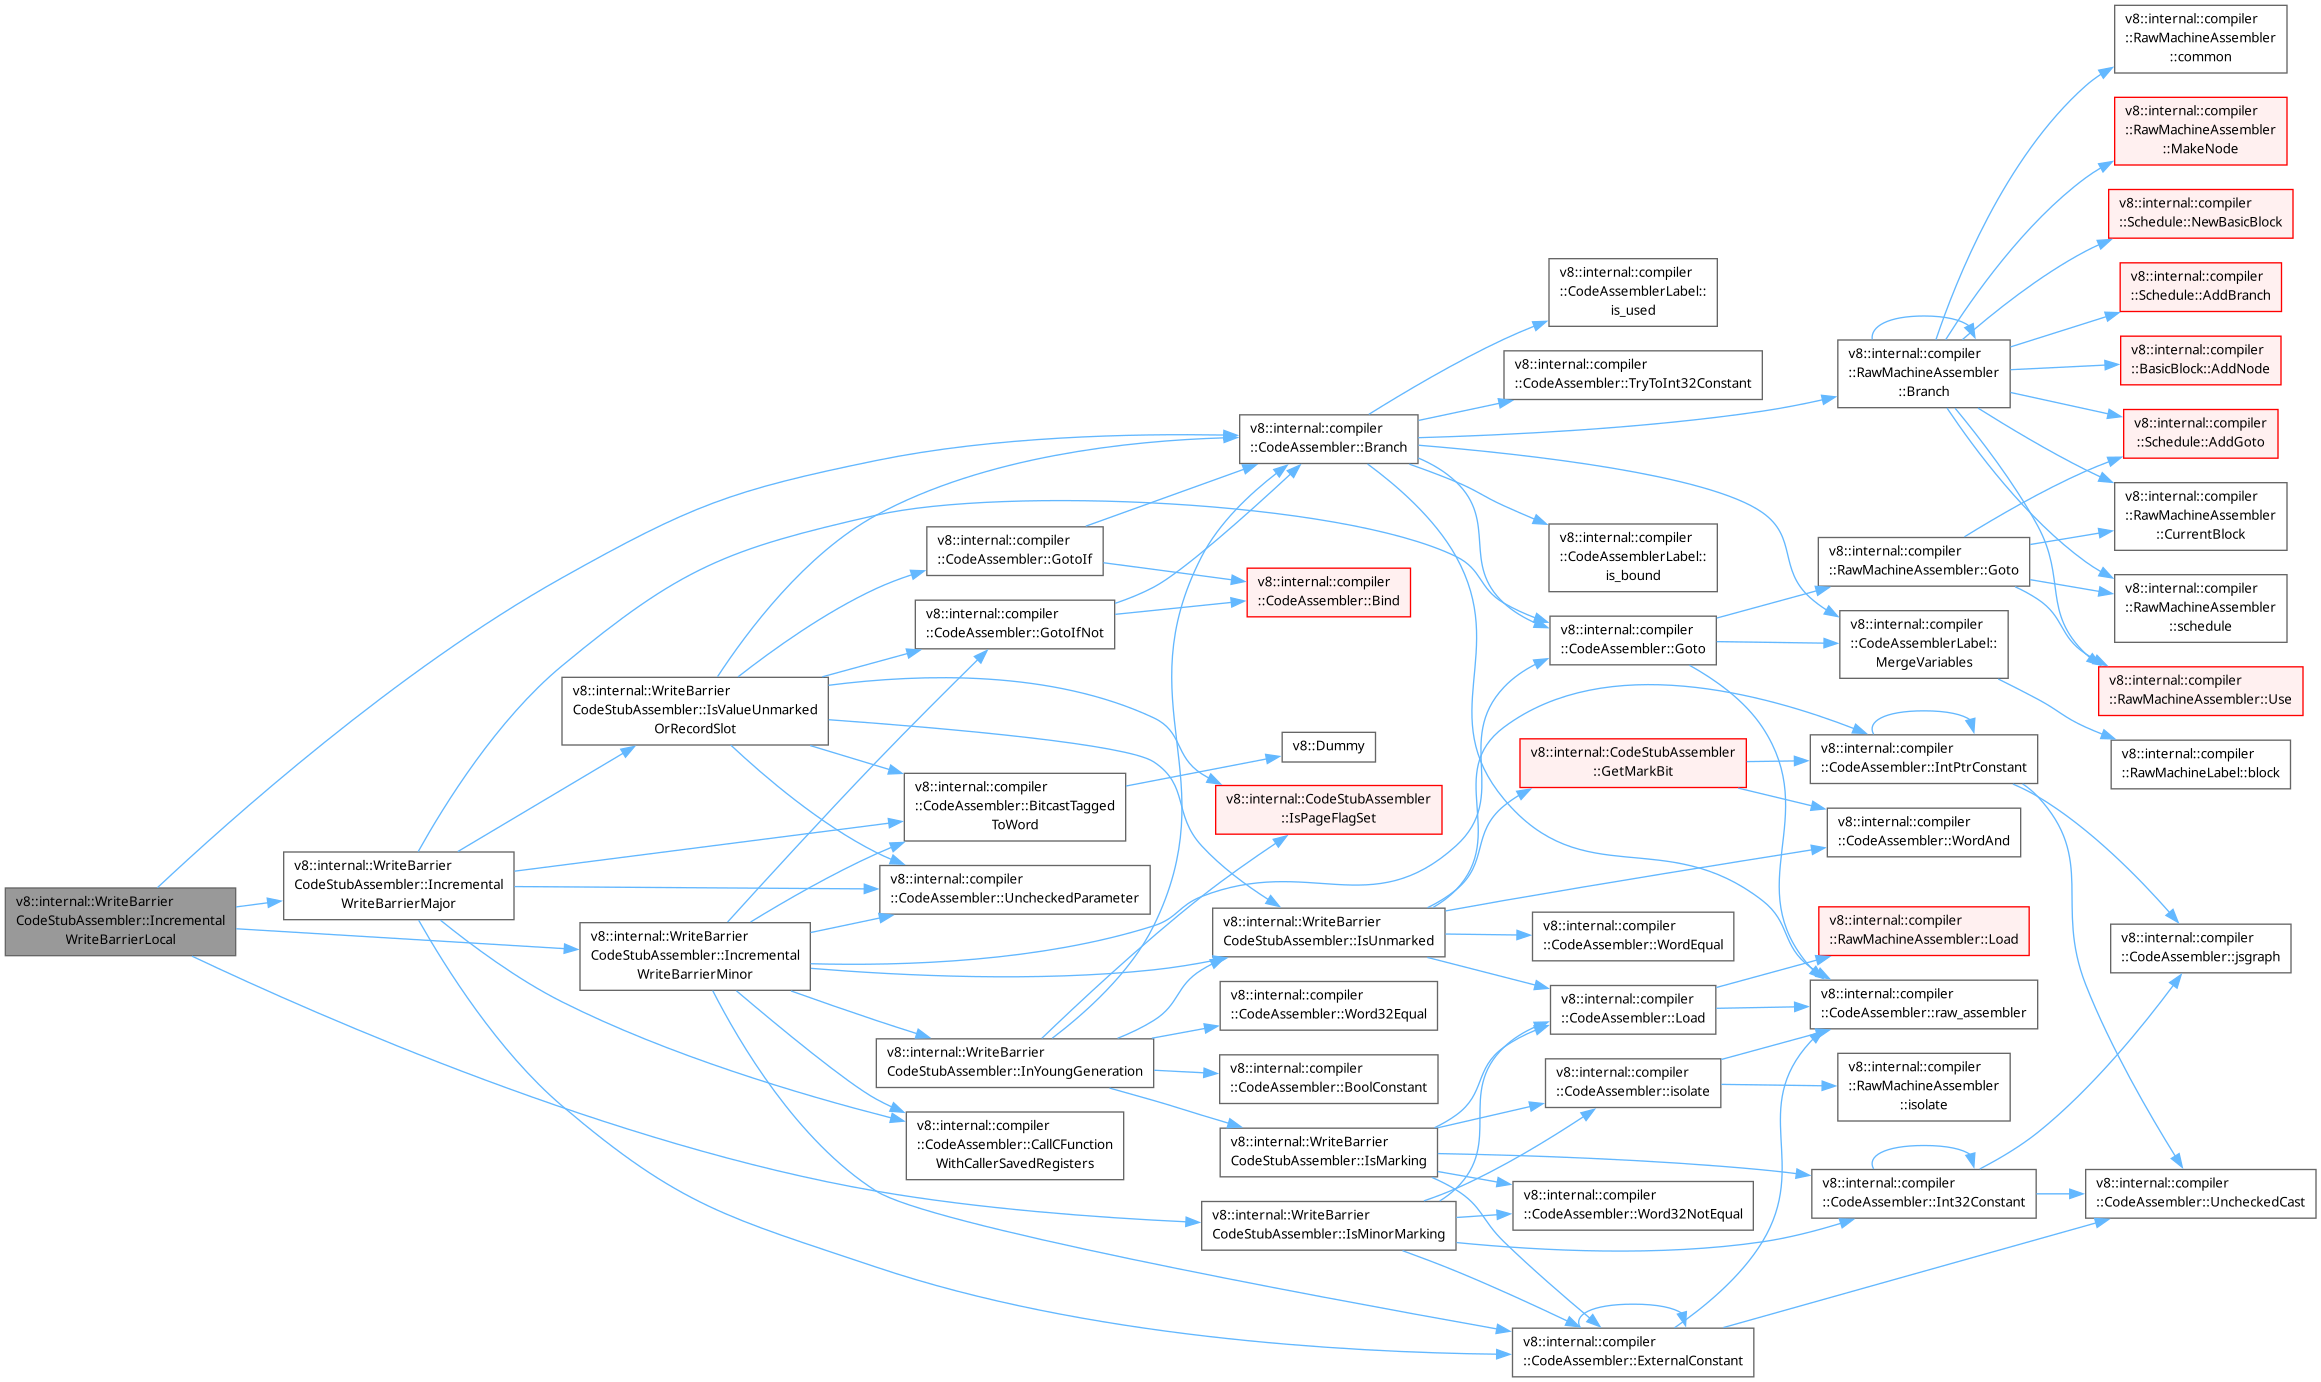 v8::internal::WriteBarrier
CodeStubAssembler::Incremental
WriteBarrierLocal
v8::internal::WriteBarrier
CodeStubAssembler::Incremental
WriteBarrierMajor
v8::internal::WriteBarrier
CodeStubAssembler::IsValueUnmarked
OrRecordSlot
v8::internal::WriteBarrier
CodeStubAssembler::Incremental
WriteBarrierMinor
v8::internal::compiler
::CodeAssembler::GotoIf
v8::internal::compiler
::CodeAssembler::GotoIfNot
v8::internal::compiler
::CodeAssembler::BitcastTagged
ToWord
v8::internal::compiler
::CodeAssembler::UncheckedParameter
v8::internal::WriteBarrier
CodeStubAssembler::InYoungGeneration
v8::internal::compiler
::CodeAssembler::CallCFunction
WithCallerSavedRegisters
v8::internal::compiler
::CodeAssembler::Branch
v8::internal::compiler
::CodeAssembler::Bind
v8::Dummy
v8::internal::CodeStubAssembler
::IsPageFlagSet
v8::internal::WriteBarrier
CodeStubAssembler::IsUnmarked
v8::internal::compiler
::CodeAssembler::Word32Equal
v8::internal::compiler
::CodeAssembler::BoolConstant
v8::internal::WriteBarrier
CodeStubAssembler::IsMarking
v8::internal::WriteBarrier
CodeStubAssembler::IsMinorMarking
v8::internal::compiler
::CodeAssemblerLabel::
is_used
v8::internal::compiler
::CodeAssembler::TryToInt32Constant
v8::internal::compiler
::CodeAssemblerLabel::
is_bound
v8::internal::compiler
::CodeAssembler::Goto
v8::internal::CodeStubAssembler
::GetMarkBit
v8::internal::compiler
::CodeAssembler::WordEqual
v8::internal::compiler
::CodeAssembler::Load
v8::internal::compiler
::CodeAssembler::isolate
v8::internal::compiler
::CodeAssembler::Word32NotEqual
v8::internal::compiler
::CodeAssembler::ExternalConstant
v8::internal::compiler
::RawMachineAssembler
::Branch
v8::internal::compiler
::RawMachineAssembler::Goto
v8::internal::compiler
::CodeAssemblerLabel::
MergeVariables
v8::internal::compiler
::CodeAssembler::IntPtrConstant
v8::internal::compiler
::CodeAssembler::WordAnd
v8::internal::compiler
::RawMachineAssembler::Load
v8::internal::compiler
::CodeAssembler::raw_assembler
v8::internal::compiler
::RawMachineAssembler
::isolate
v8::internal::compiler
::CodeAssembler::Int32Constant
v8::internal::compiler
::RawMachineAssembler
::common
v8::internal::compiler
::RawMachineAssembler
::MakeNode
v8::internal::compiler
::Schedule::NewBasicBlock
v8::internal::compiler
::Schedule::AddBranch
v8::internal::compiler
::BasicBlock::AddNode
v8::internal::compiler
::Schedule::AddGoto
v8::internal::compiler
::RawMachineAssembler
::CurrentBlock
v8::internal::compiler
::RawMachineAssembler
::schedule
v8::internal::compiler
::RawMachineAssembler::Use
v8::internal::compiler
::RawMachineLabel::block
v8::internal::compiler
::CodeAssembler::jsgraph
v8::internal::compiler
::CodeAssembler::UncheckedCast